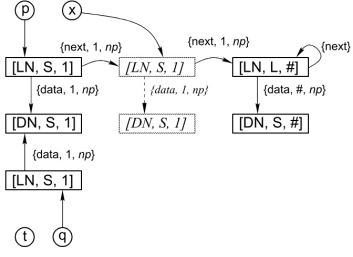 p x
{next, 1, np} {next, 1, np} {next}
[LN, S, 1] [LN, S, 1] [LN, L, #]
{data, 1, np} {data, 1, np} {data, #, np}
[DN, S, 1] [DN, S, 1] [DN, S, #]
{data, 1, np}
[LN, S, 1]
t q